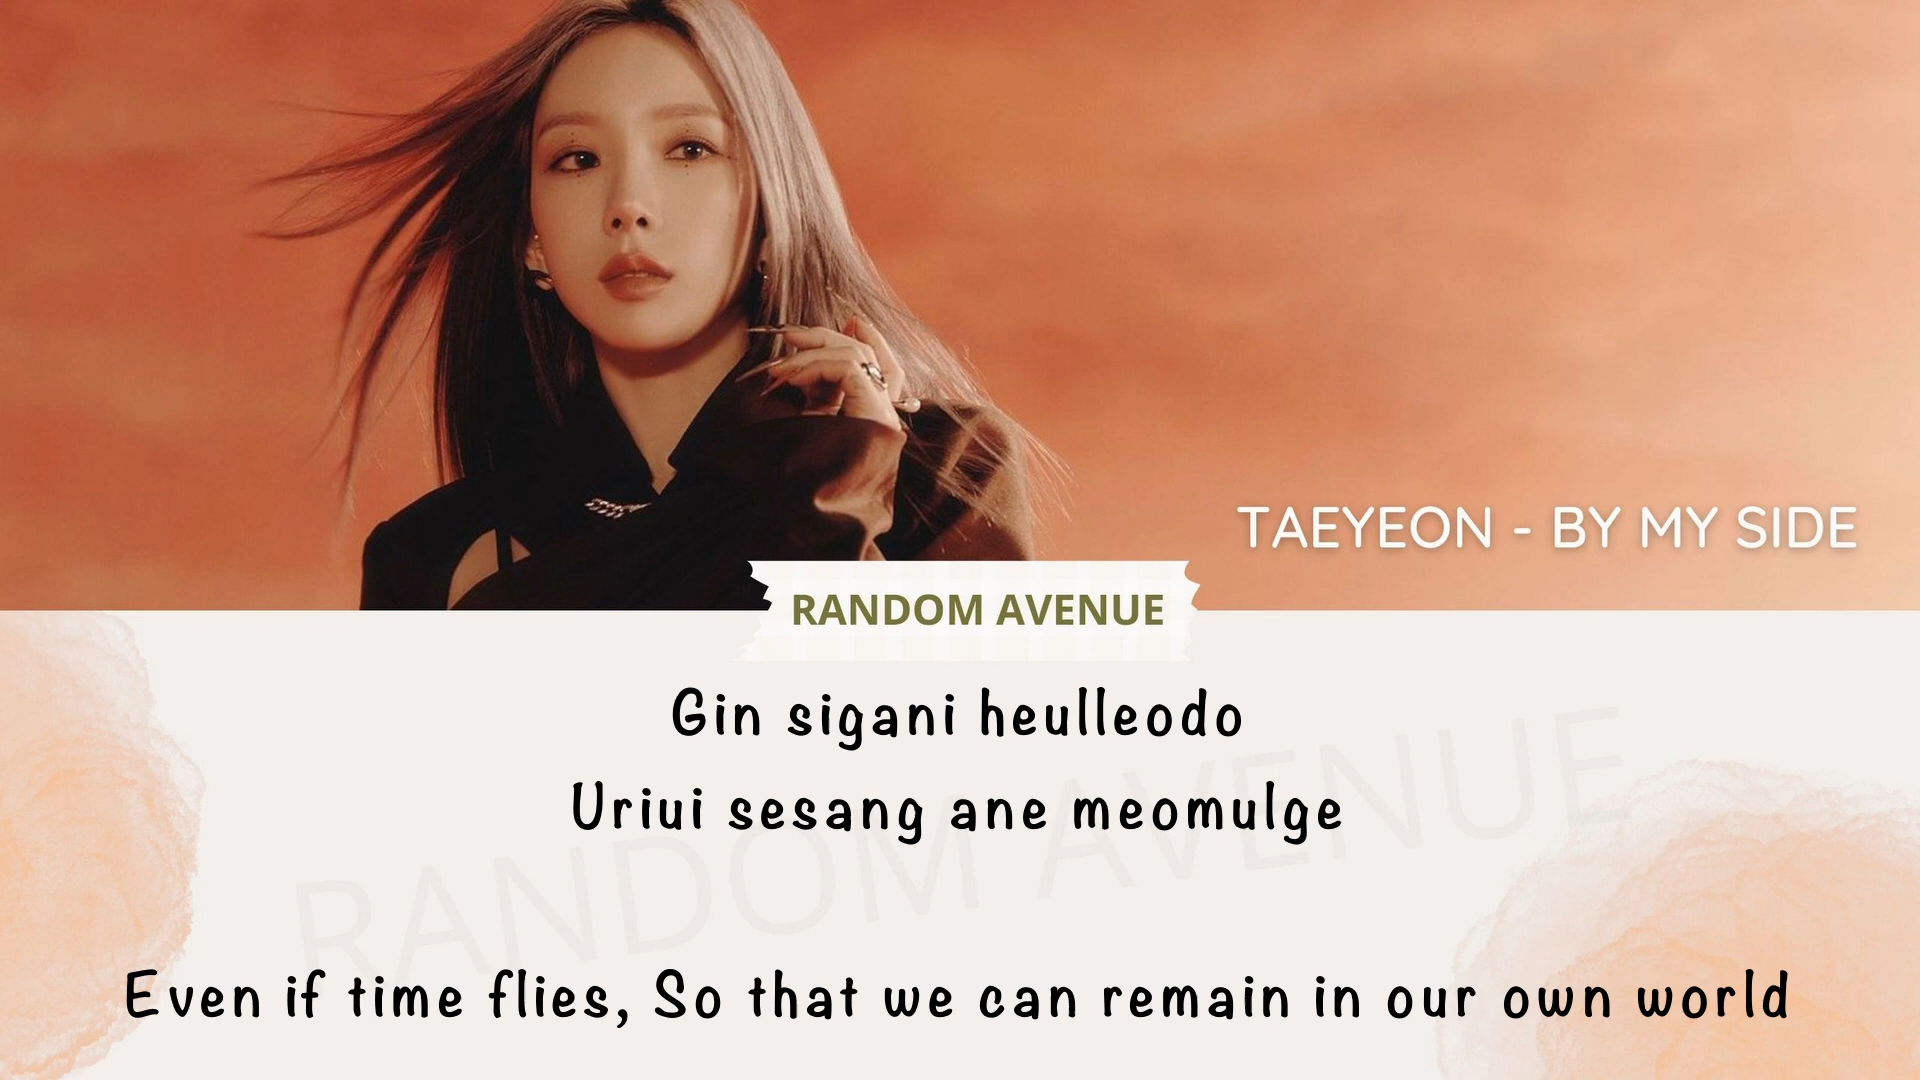 TAEYEON - BY MY SIDE
RANDOM AVENUE
Gin sigani heulleodo
Uriui sesang ane meomulge
RANDOM AVENUE
Even if time flies, So that we can remain in our own world